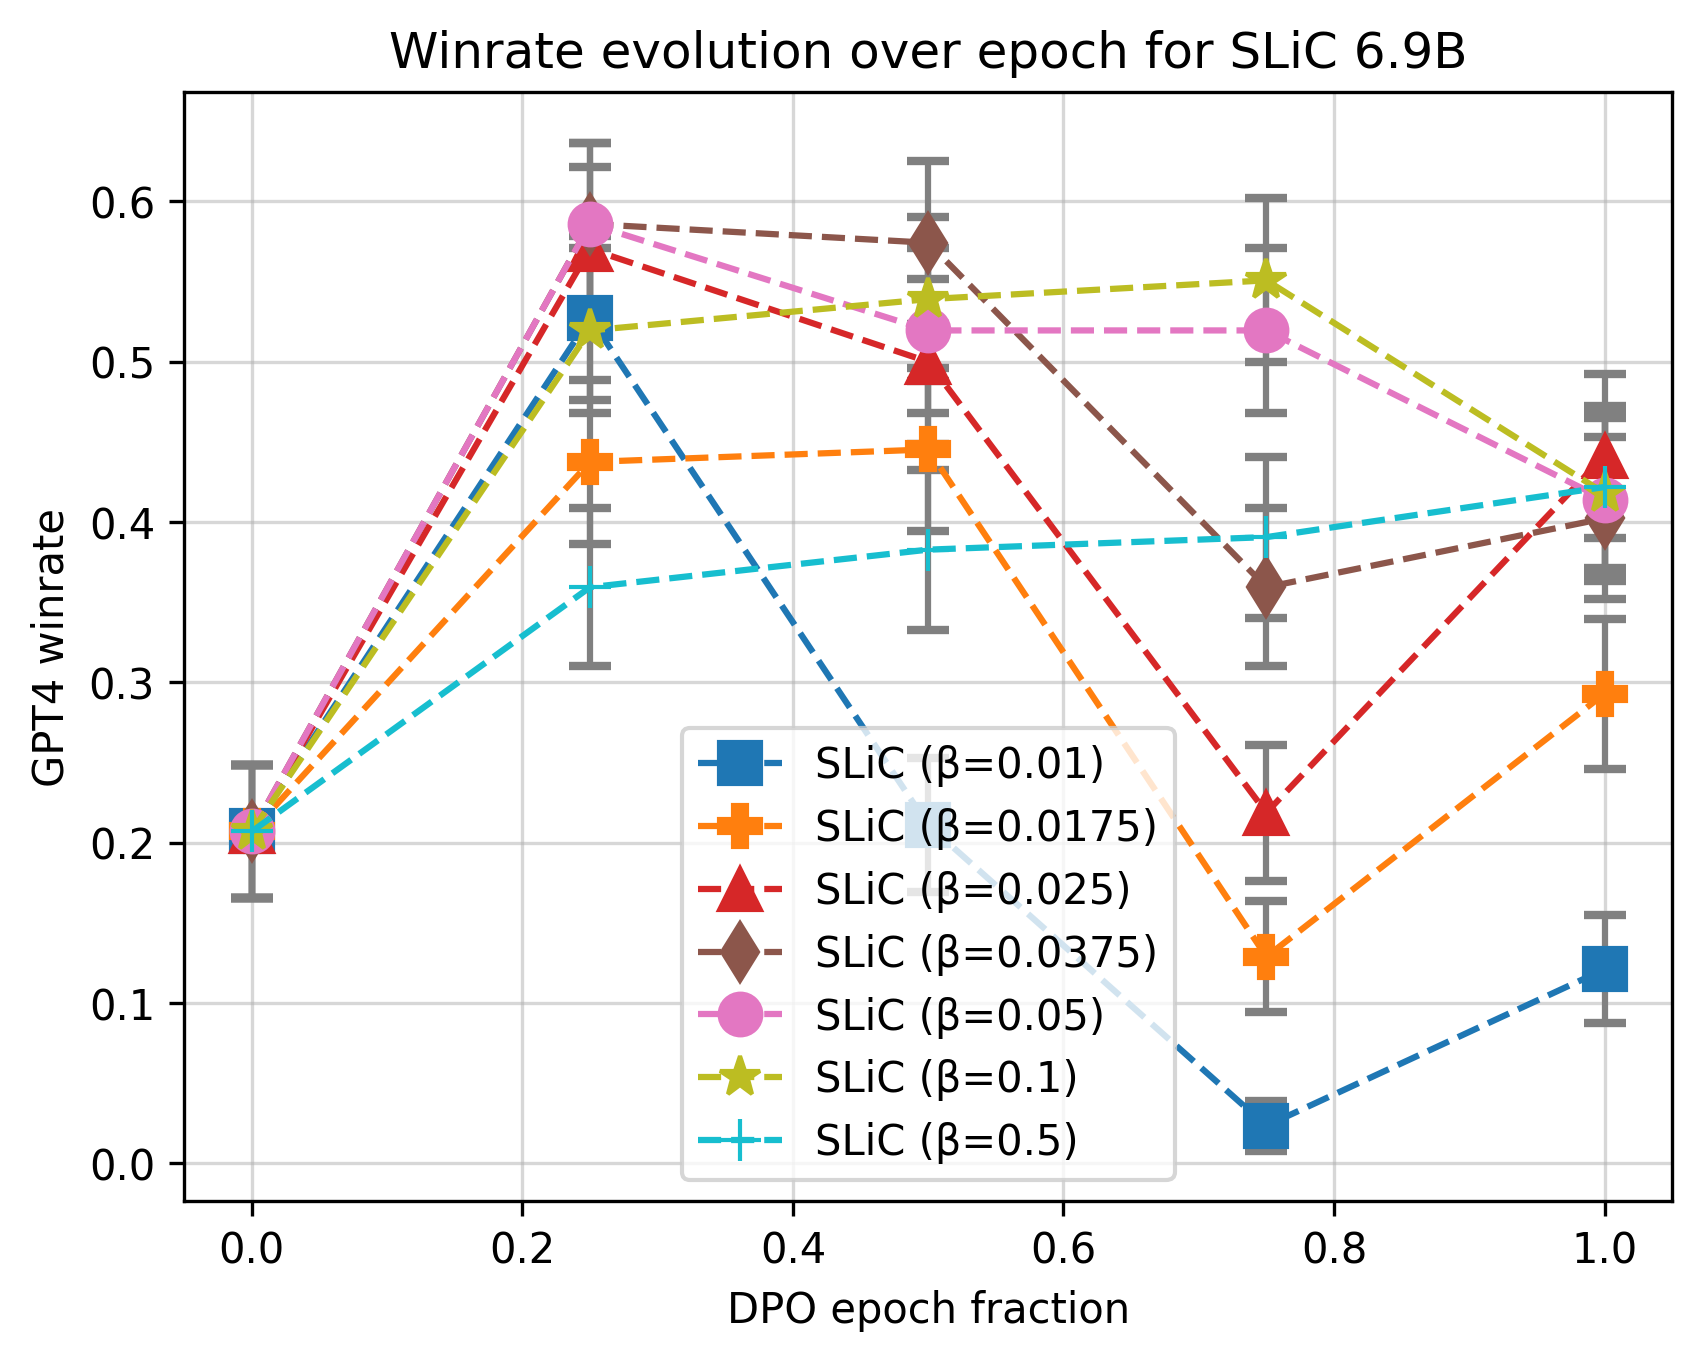 Winrate evolution over epoch for SLiC 6.9B
GPT4 winrate
0.6
0.5
0.4
0.3
0.2
0.1
0.0
SLiC (β=0.01)
SLiC (β=0.0175)
SLiC (β=0.025)
SLiC (β=0.0375)
SLiC (β=0.05)
SLiC (β=0.1)
SLiC (β=0.5)
0.0 0.2 0.4 0.6 0.8 1.0
DPO epoch fraction